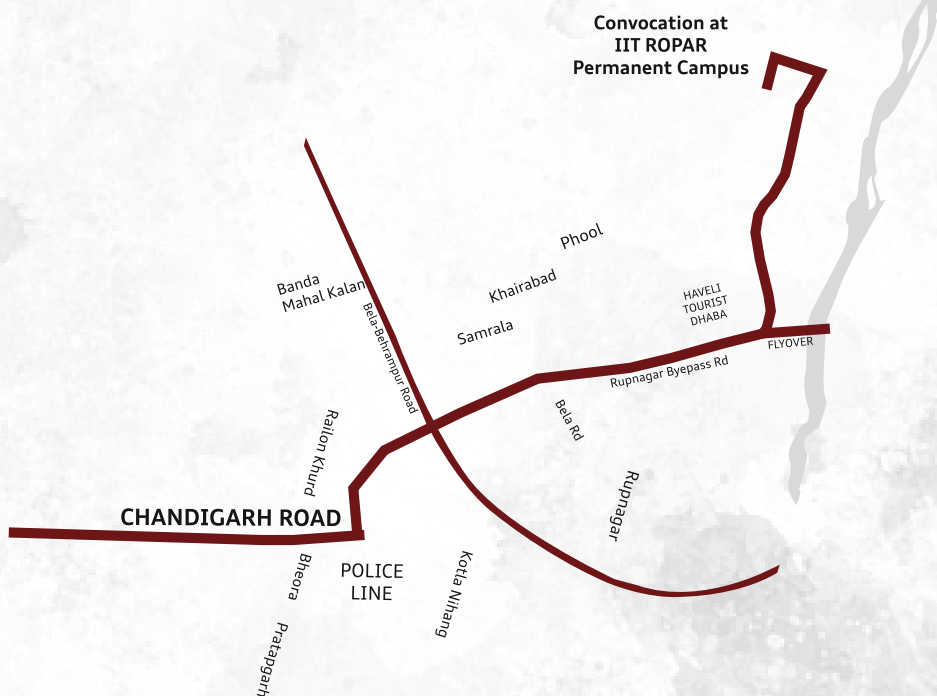 Convocation at
IIT ROPAR
Permanent Campus
Phool
Banda
Mahal Kalan
Khairabad
HAVELI
TOURIST
DHABA
Samrala
Bela-Behrampur Road
FLYOVER
Rupnagar Byepass Rd
Bela Rd
Railon Khurd
Rupnagar
CHANDIGARH ROAD
Bheora
POLICE
LINE
Kotla Nihang
Pratapgarh